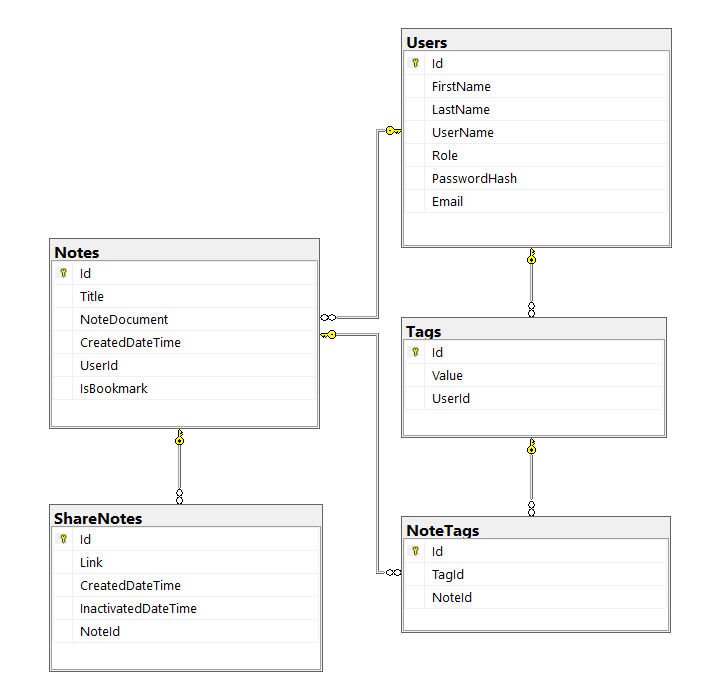 Users
Id
FirstName
LastName
UserName
Role
PasswordHash
Email
Notes
Id
Title
NoteDocument
CreatedDateTime
UserId
IsBookmark
Tags
Id
Value
UserId
ShareNotes
Id
Link
CreatedDateTime
InactivatedDateTime
NoteId
NoteTags
Id
TagId
NoteId